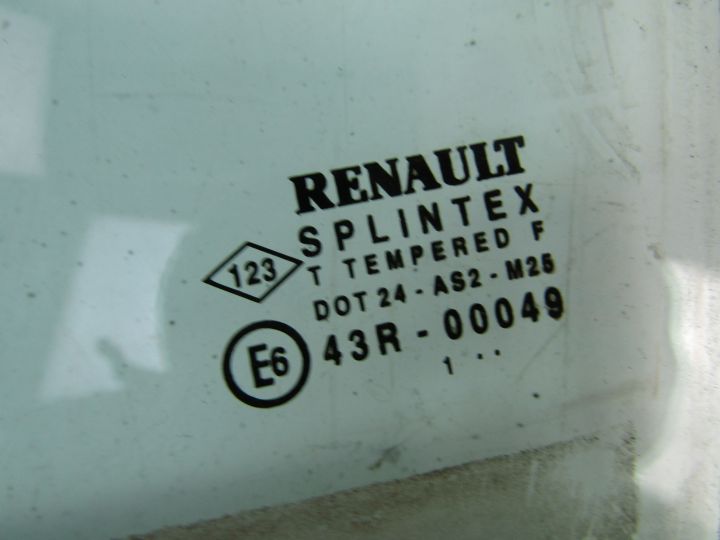 RENAULT
SPLINTEX
123
T TEMPERED F
DOT 24-AS2-M25
E6
43R-00049
1 ..